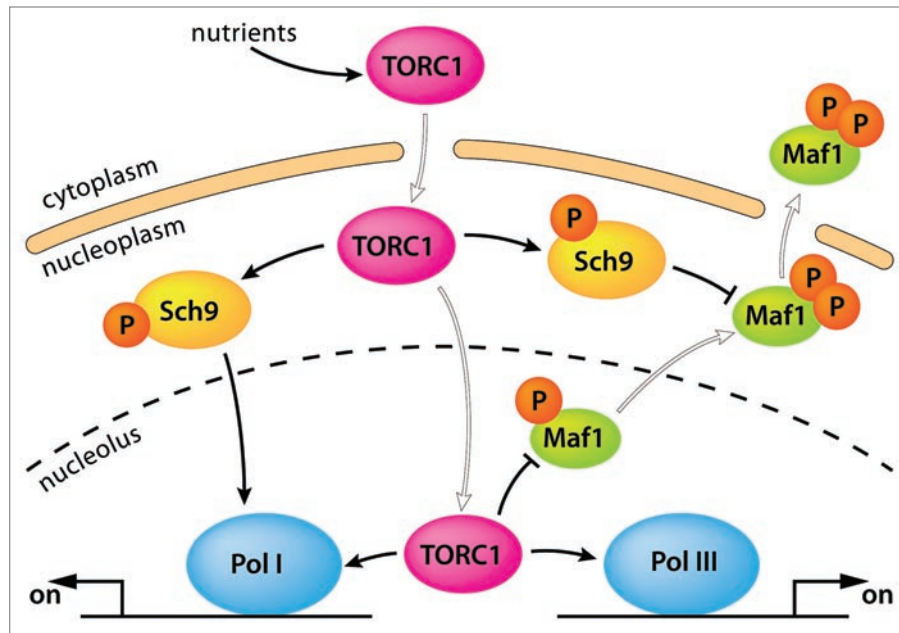 nutrients
TORC1
P
P
Maf1
cytoplasm
nucleoplasm
TORC1
P
Sch9
P
Sch9
P
P
Maf1
nucleolus
P
Maf1
Pol I
TORC1
Pol III
on
on